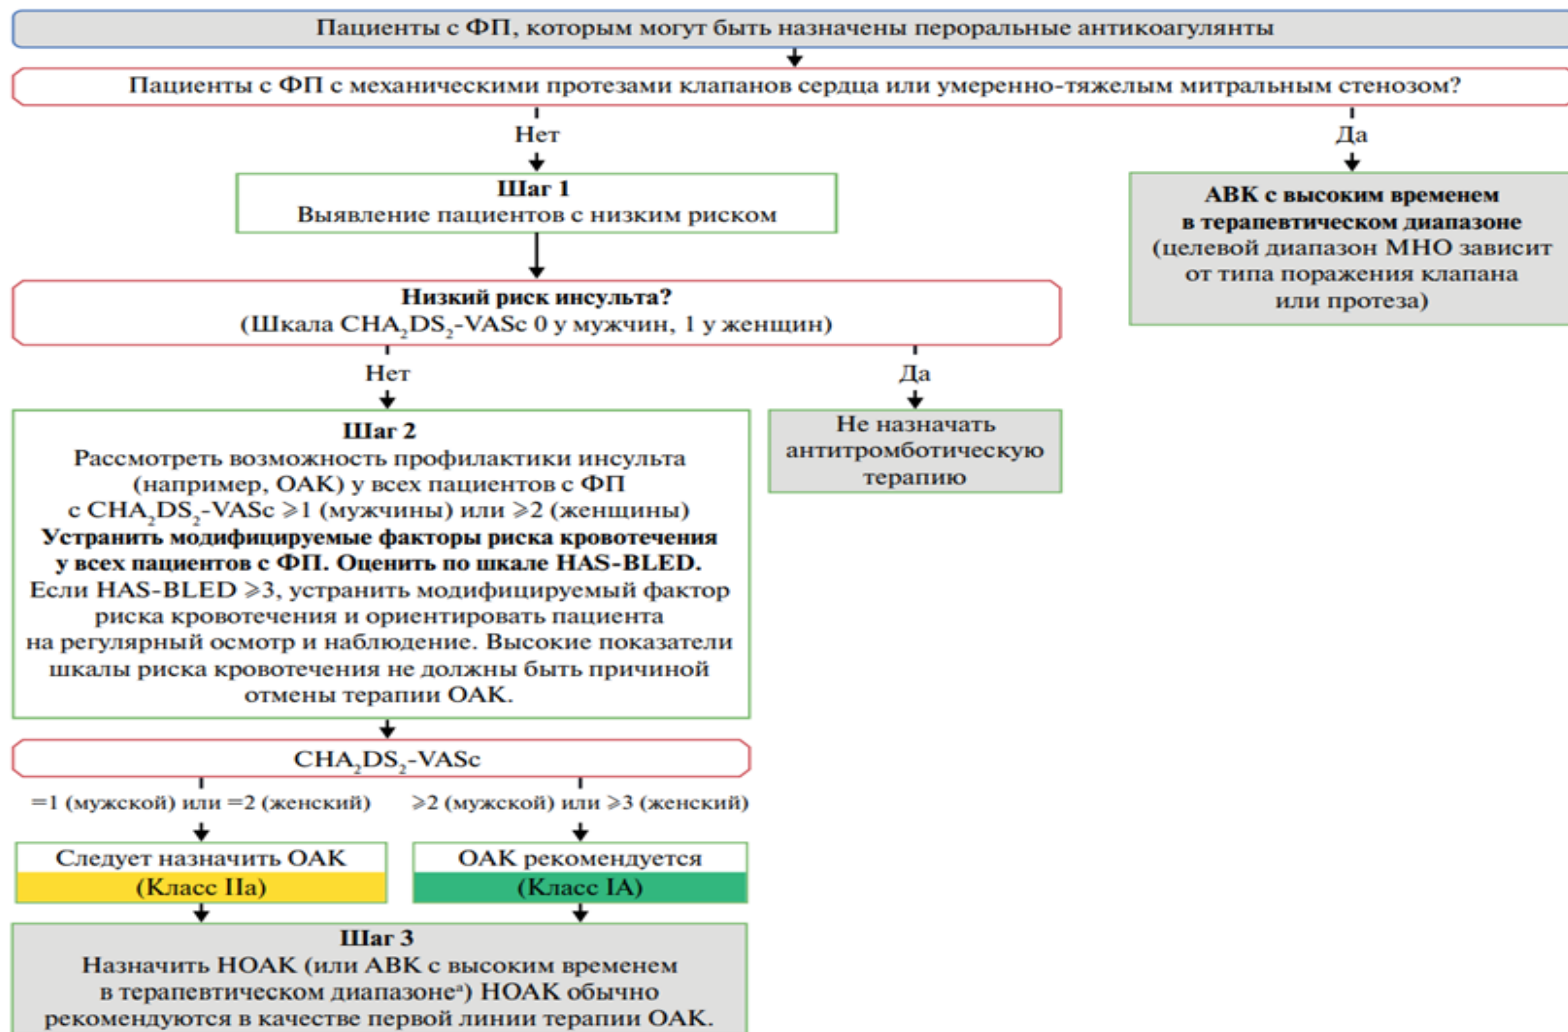 Пациенты с ФП, которым могут быть назначены пероральные антикоагулянты
Пациенты с ФП с механическими протезами клапанов сердца или умеренно-тяжелым митральным стенозом?
Нет
Да
Шаг 1
Выявление пациентов с низким риском
АВК с высоким временем
в терапевтическом диапазоне
(целевой диапазон МНО зависит
от типа поражения клапана
или протеза)
Низкий риск инсульта?
(Шкала CHA₂DS₂-VASc 0 у мужчин, 1 у женщин)
Нет
Да
Шаг 2
Рассмотреть возможность профилактики инсульта
(например, ОАК) у всех пациентов с ФП
с CHA₂DS₂-VASc ⩾1 (мужчины) или ⩾2 (женщины)
Устранить модифицируемые факторы риска кровотечения
у всех пациентов с ФП. Оценить по шкале HAS-BLED.
Если HAS-BLED ⩾3, устранить модифицируемый фактор
риска кровотечения и ориентировать пациента
на регулярный осмотр и наблюдение. Высокие показатели
шкалы риска кровотечения не должны быть причиной
отмены терапии ОАК.
Не назначать
антитромботическую
терапию
CHA₂DS₂-VASc
=1 (мужской) или =2 (женский)
⩾2 (мужской) или ⩾3 (женский)
Следует назначить ОАК
(Класс IIa)
ОАК рекомендуется
(Класс IA)
Шаг 3
Назначить НОАК (или АВК с высоким временем
в терапевтическом диапазонеᵃ) НОАК обычно
рекомендуются в качестве первой линии терапии ОАК.